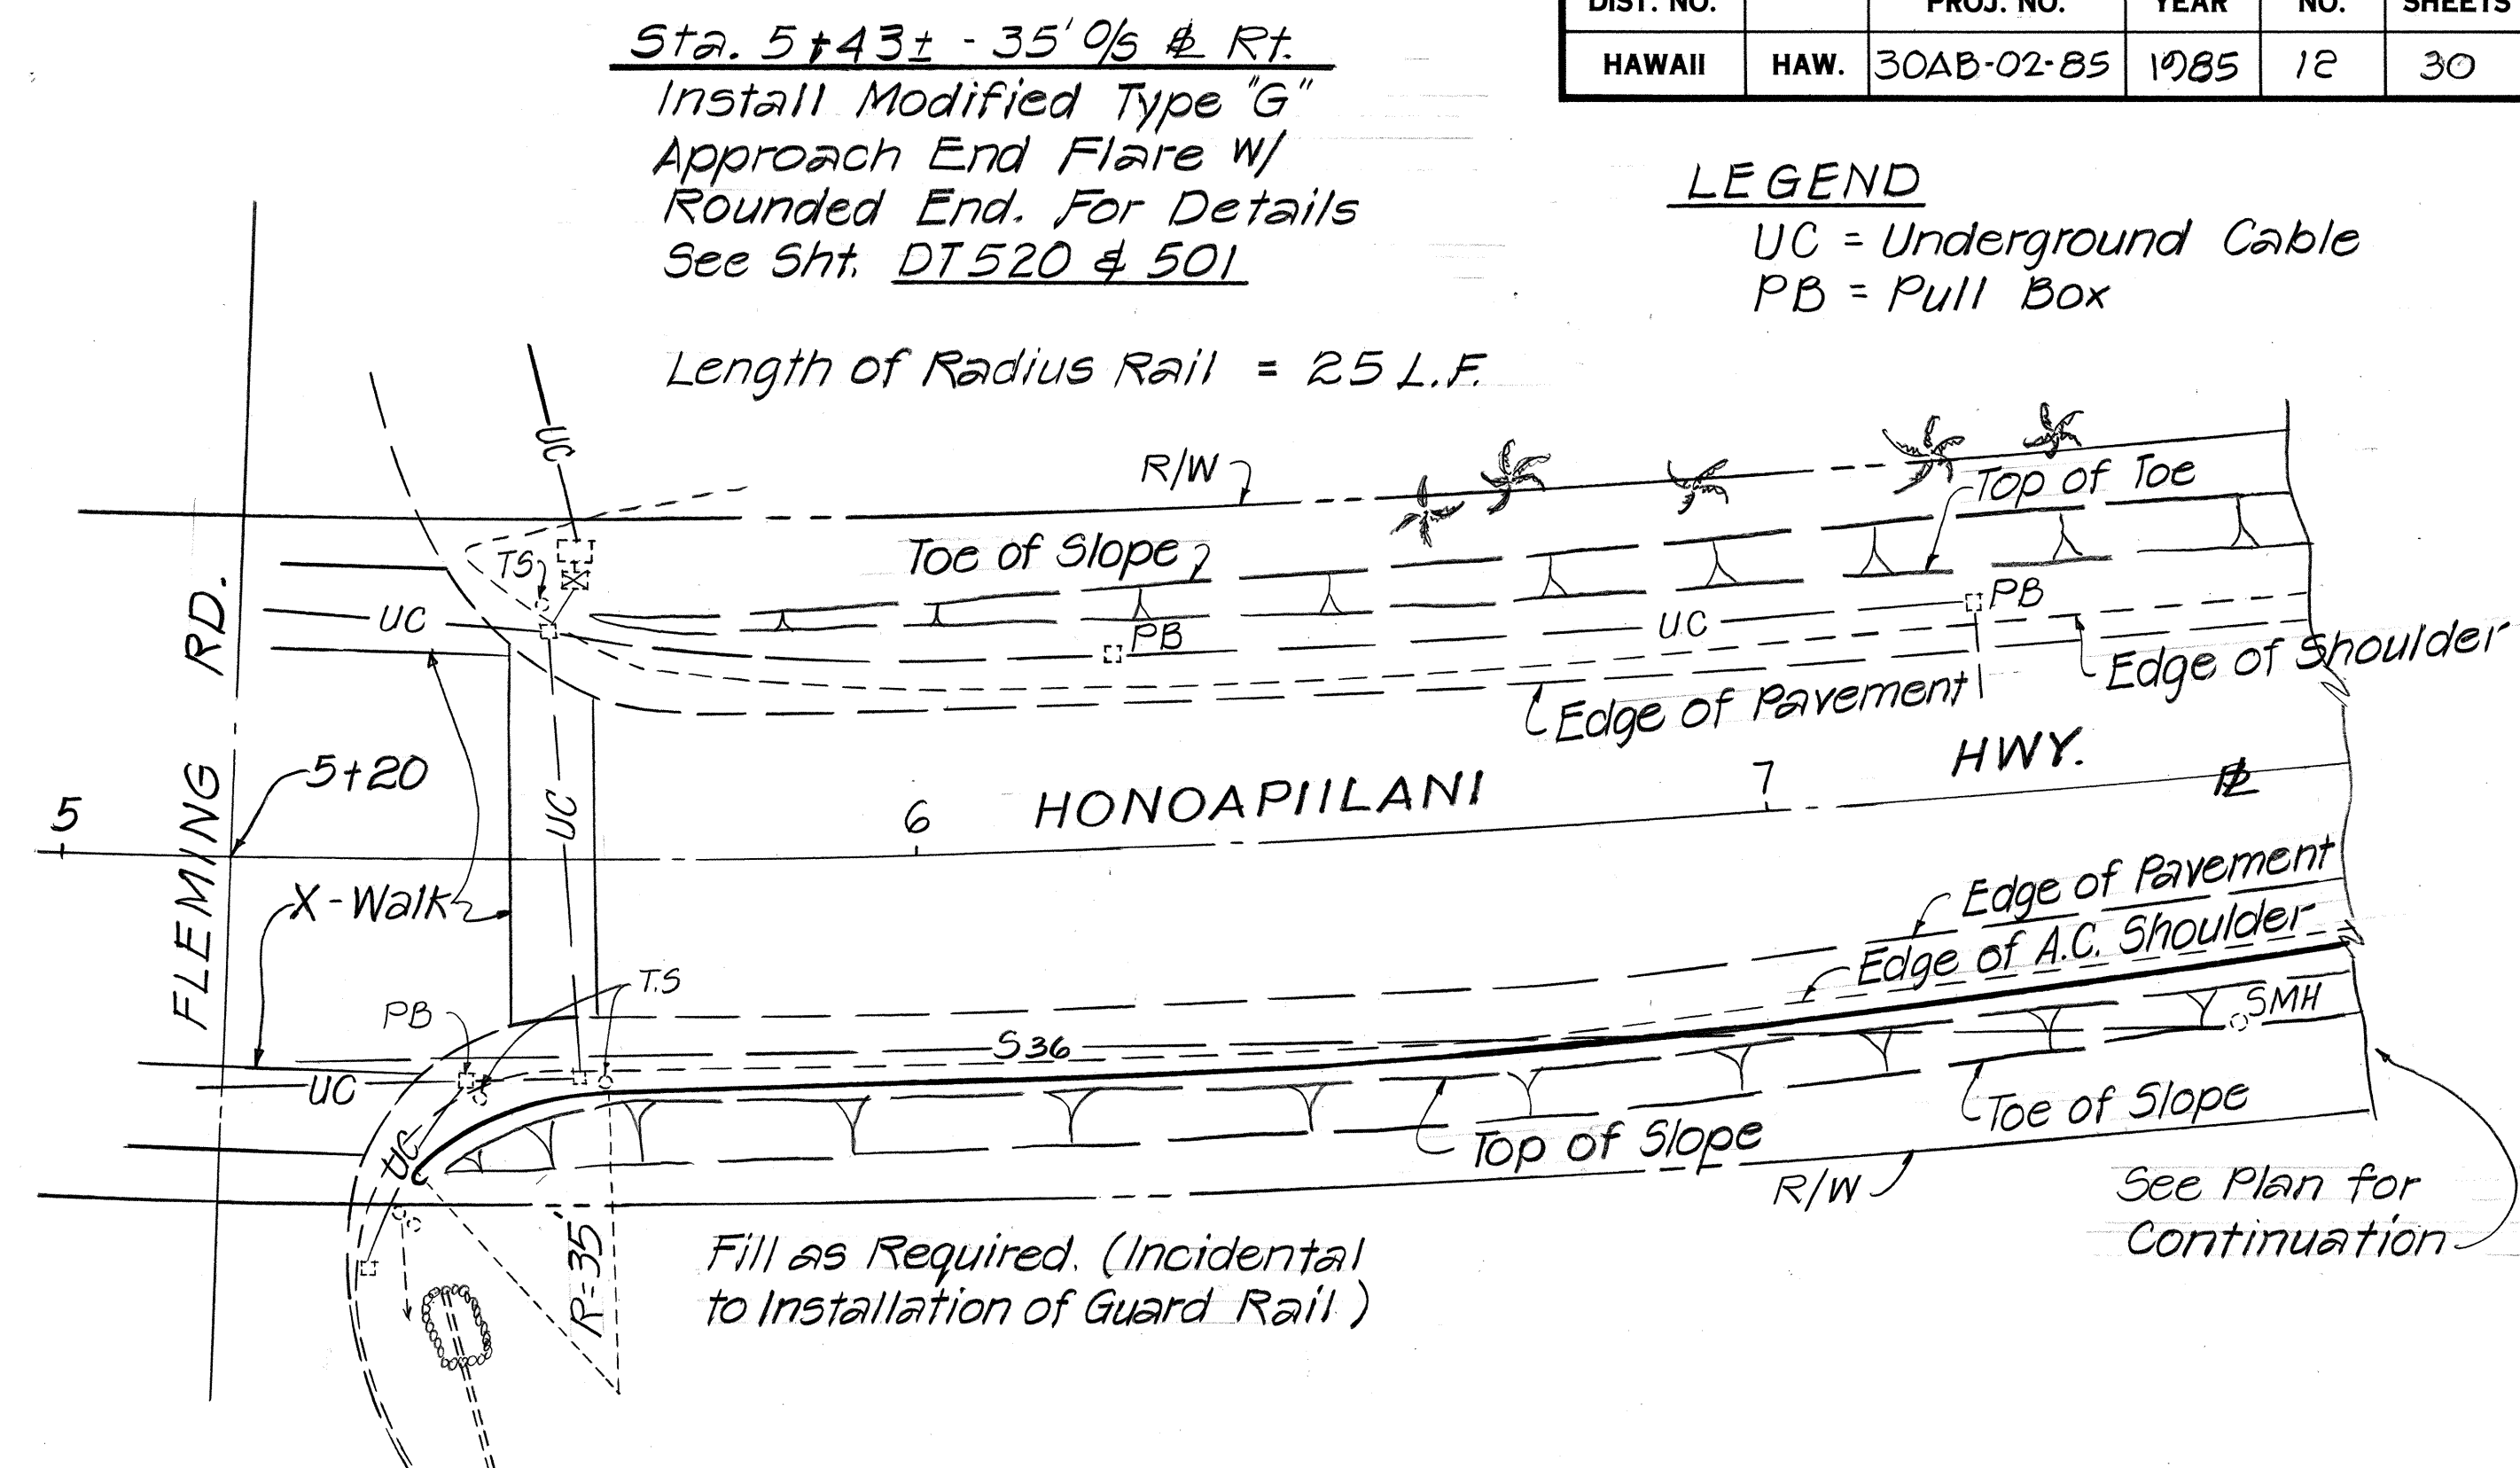 DIST. NO. PROJ. NO. YEAR NO. SHEETS
HAWAII HAW. 30AB-02-85 1985 12 30
Sta. 5+43± - 35' O/S ⅊ Rt.
Install Modified Type "G"
Approach End Flare W/
Rounded End. For Details
See Sht. DT 520 & 501
Length of Radius Rail = 25 L.F.
LEGEND
UC = Underground Cable
PB = Pull Box
UC
R/W
Top of Toe
Toe of Slope
TS
PB
UC
UC
PB
Edge of Shoulder
Edge of Pavement
FLEMING RD.
5+20
HONOAPIILANI HWY.
5
6
7
UC
X-Walk
Edge of Pavement
Edge of A.C. Shoulder
T.S
PB
S36
SMH
UC
UC
Top of Slope
Toe of Slope
R/W
R=35'
Fill as Required. (Incidental
to Installation of Guard Rail)
See Plan for
Continuation